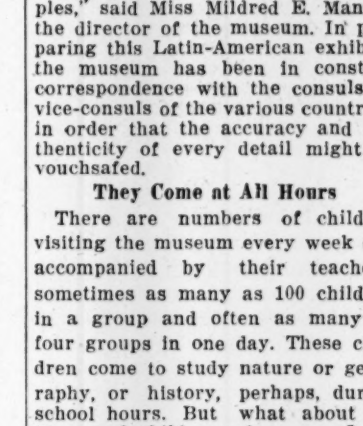 ples," said Miss Mildred E. Man
the director of the museum. In p
paring this Latin-American exhib
the museum has been in const
correspondence with the consuls
vice-consuls of the various countr
in order that the accuracy and
thenticity of every detail might
vouchsafed.
They Come at All Hours
There are numbers of child
visiting the museum every week
accompanied by their teach
sometimes as many as 100 child
in a group and often as many
four groups in one day. These c
dren come to study nature or ge
raphy, or history, perhaps, dur
school hours. But what about